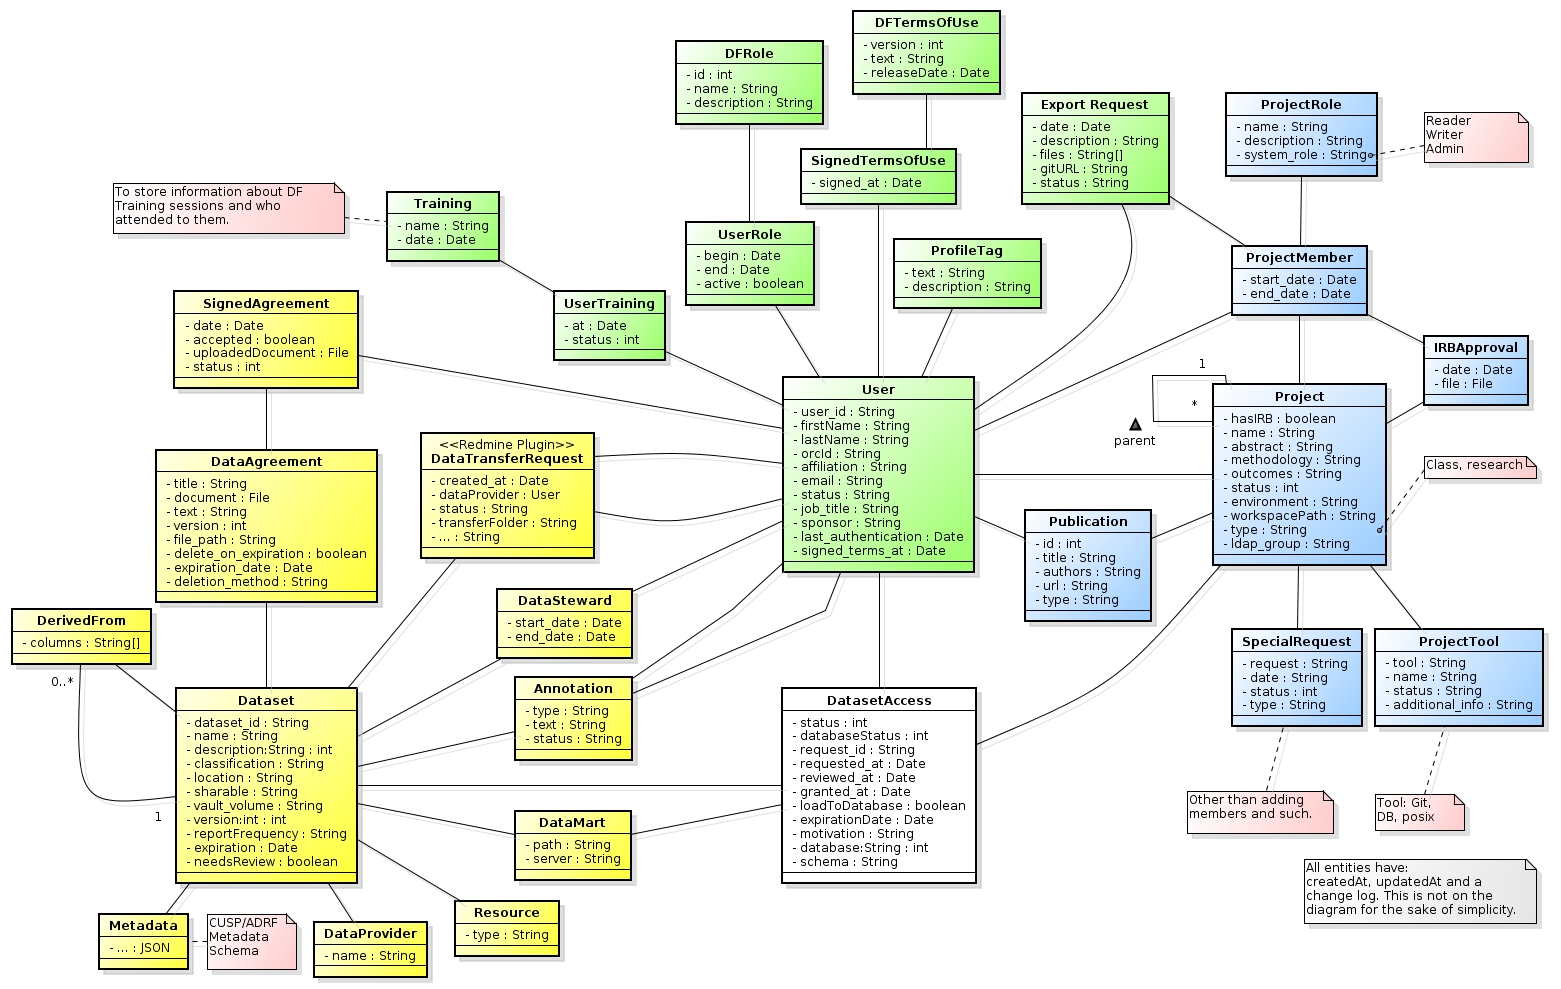 DFTermsOfUse
- version : int
- text : String
- releaseDate : Date
DFRole
- id : int
- name : String
- description : String
Export Request
- date : Date
- description : String
- files : String[]
- gitURL : String
- status : String
ProjectRole
- name : String
- description : String
- system_role : String
Reader
Writer
Admin
SignedTermsOfUse
- signed_at : Date
To store information about DF
Training sessions and who
attended to them.
Training
- name : String
- date : Date
UserRole
- begin : Date
- end : Date
- active : boolean
ProfileTag
- text : String
- description : String
ProjectMember
- start_date : Date
- end_date : Date
SignedAgreement
- date : Date
- accepted : boolean
- uploadedDocument : File
- status : int
UserTraining
- at : Date
- status : int
IRBApproval
- date : Date
- file : File
1
*
parent
User
- user_id : String
- firstName : String
- lastName : String
- orcId : String
- affiliation : String
- email : String
- status : String
- job_title : String
- sponsor : String
- last_authentication : Date
- signed_terms_at : Date
Project
- hasIRB : boolean
- name : String
- abstract : String
- methodology : String
- outcomes : String
- status : int
- environment : String
- workspacePath : String
- type : String
- ldap_group : String
Class, research
<<Redmine Plugin>>
DataTransferRequest
- created_at : Date
- dataProvider : User
- status : String
- transferFolder : String
- ... : String
DataAgreement
- title : String
- document : File
- text : String
- version : int
- file_path : String
- delete_on_expiration : boolean
- expiration_date : Date
- deletion_method : String
Publication
- id : int
- title : String
- authors : String
- url : String
- type : String
DataSteward
- start_date : Date
- end_date : Date
DerivedFrom
- columns : String[]
0..*
1
SpecialRequest
- request : String
- date : String
- status : int
- type : String
ProjectTool
- tool : String
- name : String
- status : String
- additional_info : String
Annotation
- type : String
- text : String
- status : String
Dataset
- dataset_id : String
- name : String
- description:String : int
- classification : String
- location : String
- sharable : String
- vault_volume : String
- version:int : int
- reportFrequency : String
- expiration : Date
- needsReview : boolean
DatasetAccess
- status : int
- databaseStatus : int
- request_id : String
- requested_at : Date
- reviewed_at : Date
- granted_at : Date
- loadToDatabase : boolean
- expirationDate : Date
- motivation : String
- database:String : int
- schema : String
DataMart
- path : String
- server : String
Other than adding
members and such.
Tool: Git,
DB, posix
All entities have:
createdAt, updatedAt and a
change log. This is not on the
diagram for the sake of simplicity.
Metadata
- ... : JSON
CUSP/ADRF
Metadata
Schema
DataProvider
- name : String
Resource
- type : String